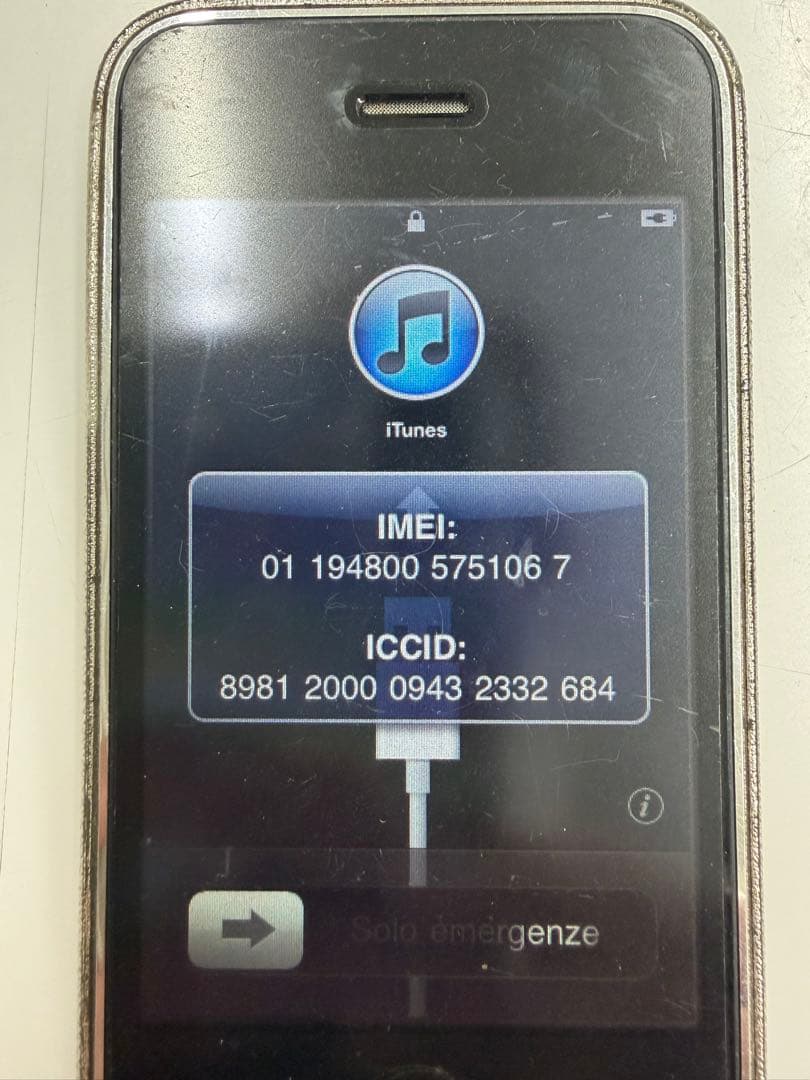 iTunes
IMEI:
01 194800 575106 7
ICCID:
8981 2000 0943 2332 684
i
Solo emergenze